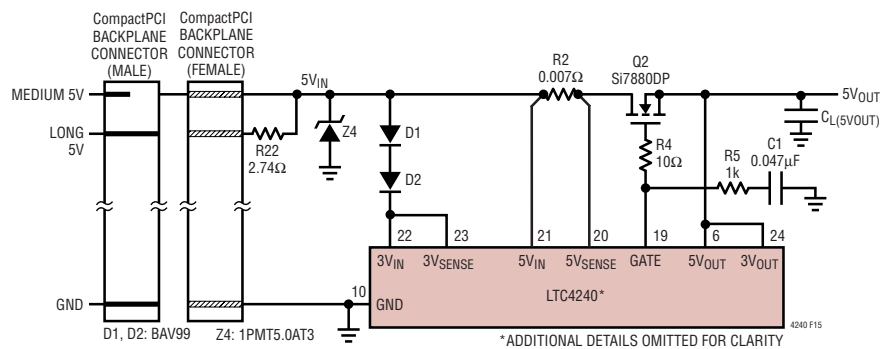 CompactPCI
BACKPLANE
CONNECTOR
(MALE)
CompactPCI
BACKPLANE
CONNECTOR
(FEMALE)
MEDIUM 5V
LONG
5V
GND
5VIN
R22
2.74Ω
Z4
D1
D2
R2
0.007Ω
Q2
Si7880DP
R4
10Ω
R5
1k
C1
0.047µF
5VOUT
CL(5VOUT)
22
23
21
20
19
6
24
3VIN
3VSENSE
5VIN
5VSENSE
GATE
5VOUT
3VOUT
10
GND
LTC4240*
4240 F15
D1, D2: BAV99
Z4: 1PMT5.0AT3
*ADDITIONAL DETAILS OMITTED FOR CLARITY